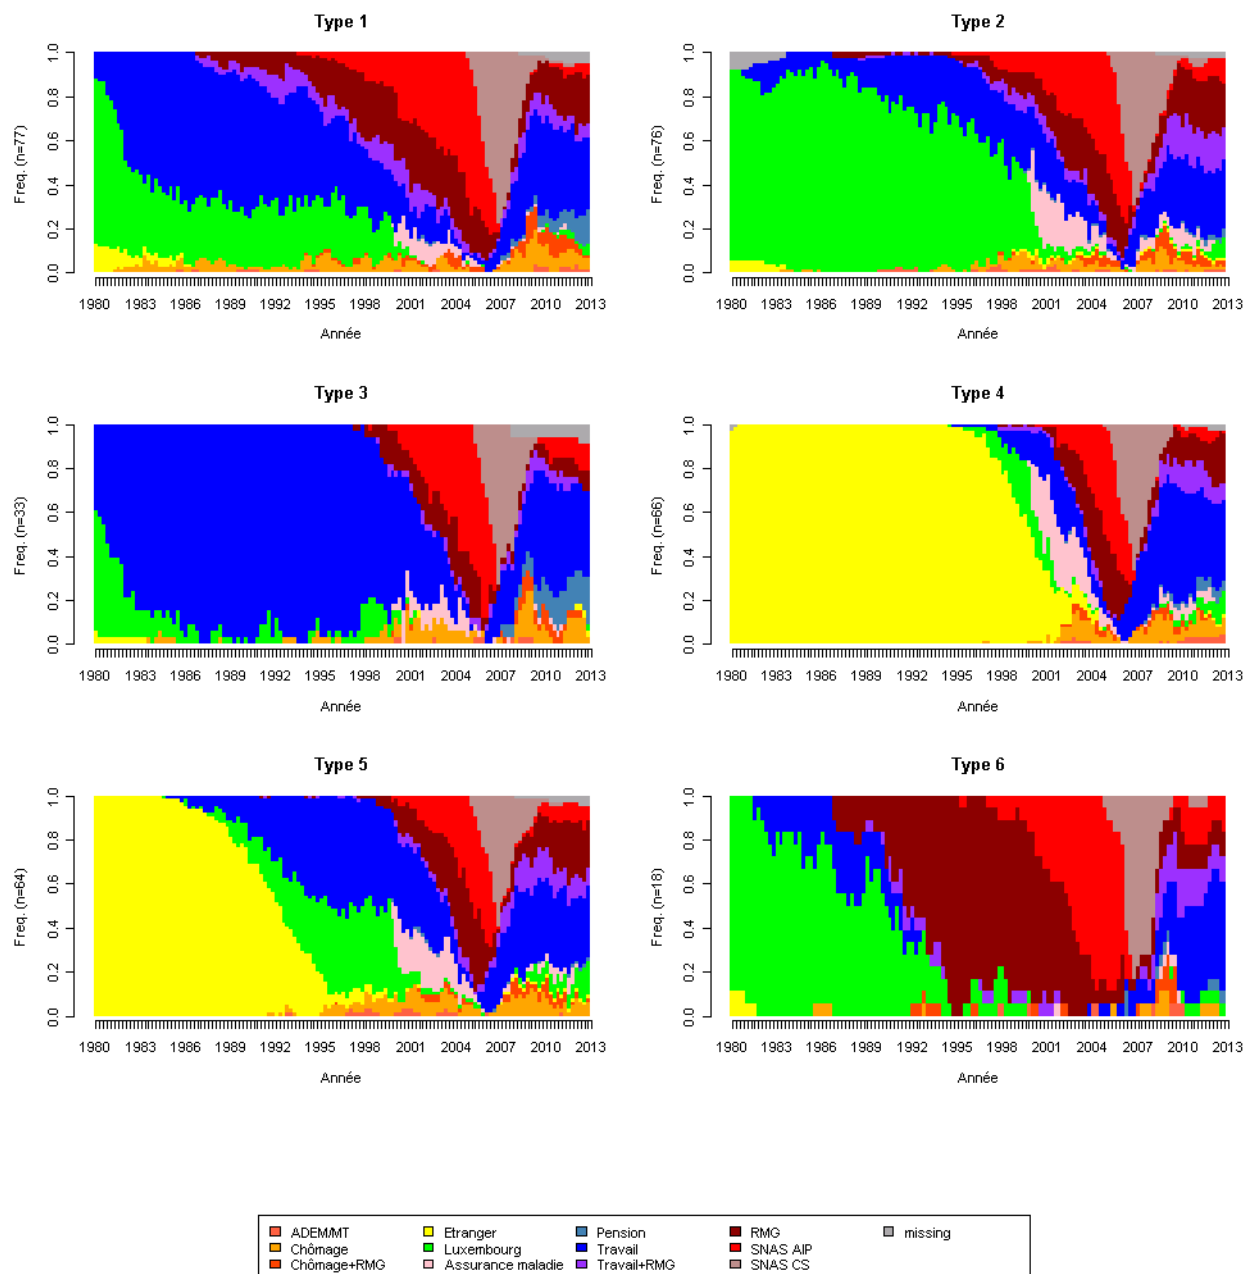 Type 1
Type 2
Freq. (n=77)
0.0 0.2 0.4 0.6 0.8 1.0
1980 1983 1986 1989 1992 1995 1998 2001 2004 2007 2010 2013
Année
Freq. (n=76)
0.0 0.2 0.4 0.6 0.8 1.0
1980 1983 1986 1989 1992 1995 1998 2001 2004 2007 2010 2013
Année
Type 3
Type 4
Freq. (n=33)
0.0 0.2 0.4 0.6 0.8 1.0
1980 1983 1986 1989 1992 1995 1998 2001 2004 2007 2010 2013
Année
Freq. (n=66)
0.0 0.2 0.4 0.6 0.8 1.0
1980 1983 1986 1989 1992 1995 1998 2001 2004 2007 2010 2013
Année
Type 5
Type 6
Freq. (n=64)
0.0 0.2 0.4 0.6 0.8 1.0
1980 1983 1986 1989 1992 1995 1998 2001 2004 2007 2010 2013
Année
Freq. (n=18)
0.0 0.2 0.4 0.6 0.8 1.0
1980 1983 1986 1989 1992 1995 1998 2001 2004 2007 2010 2013
Année
ADEM/MT Etranger Pension RMG missing
Chômage Luxembourg Travail SNAS AIP
Chômage+RMG Assurance maladie Travail+RMG SNAS CS